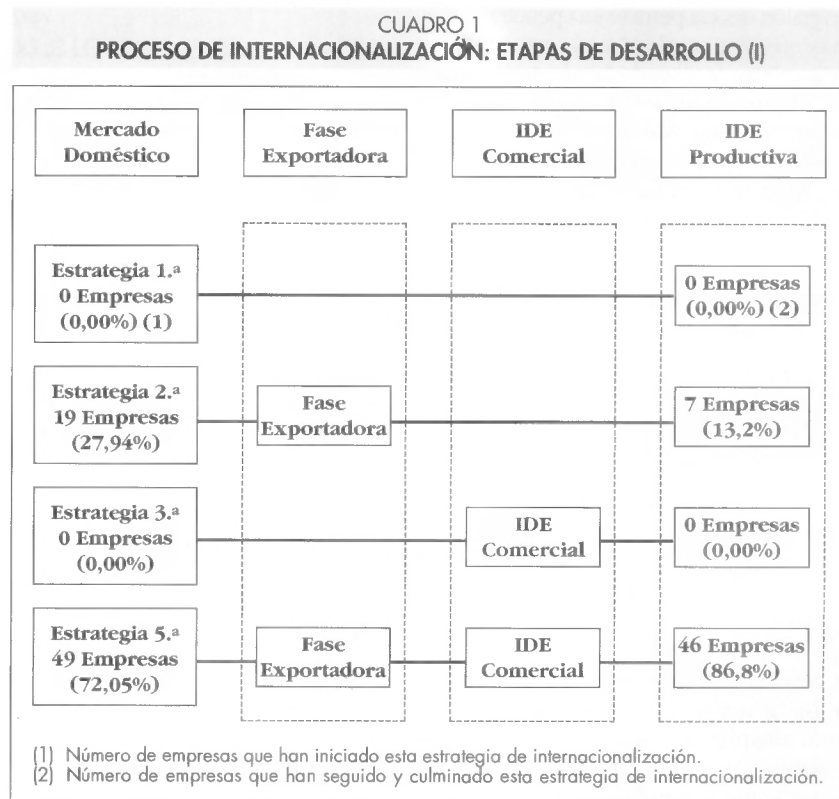 CUADRO 1
PROCESO DE INTERNACIONALIZACIÓN: ETAPAS DE DESARROLLO (I)
Mercado
Doméstico
Fase
Exportadora
IDE
Comercial
IDE
Productiva
Estrategia 1.ª
0 Empresas
(0,00%) (1)
0 Empresas
(0,00%) (2)
Estrategia 2.ª
19 Empresas
(27,94%)
Fase
Exportadora
7 Empresas
(13,2%)
Estrategia 3.ª
0 Empresas
(0,00%)
IDE
Comercial
0 Empresas
(0,00%)
Estrategia 5.ª
49 Empresas
(72,05%)
Fase
Exportadora
IDE
Comercial
46 Empresas
(86,8%)
(1) Número de empresas que han iniciado esta estrategia de internacionalización.
(2) Número de empresas que han seguido y culminado esta estrategia de internacionalización.